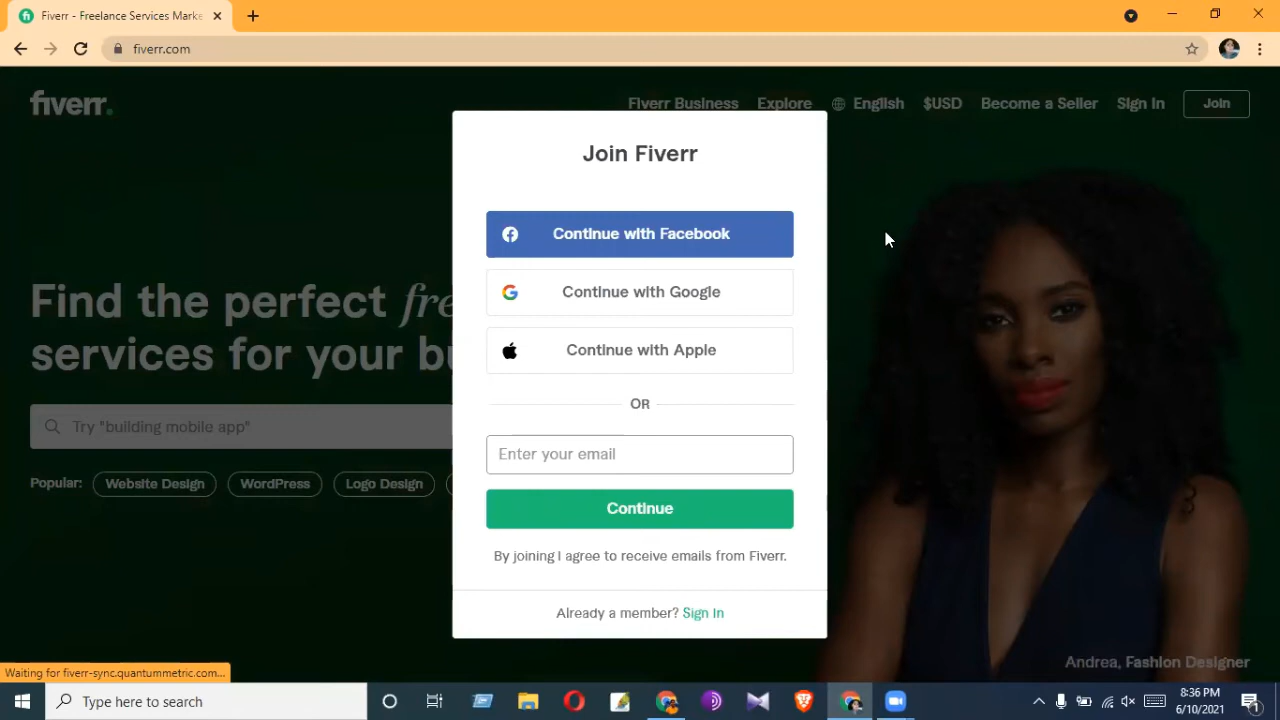 Fiverr - Freelance Services Marke
fiverr.com
fiverr.
Fiverr Business Explore English $USD Become a Seller Sign In Join
Join Fiverr
Continue with Facebook
Continue with Google
Continue with Apple
OR
Enter your email
Continue
By joining I agree to receive emails from Fiverr.
Already a member? Sign In
Find the perfect fre
services for your bu
Try "building mobile app"
Popular: Website Design WordPress Logo Design
Andrea, Fashion Designer
Waiting for fiverr-sync.quantummetric.com...
Type here to search
8:36 PM
6/10/2021
1